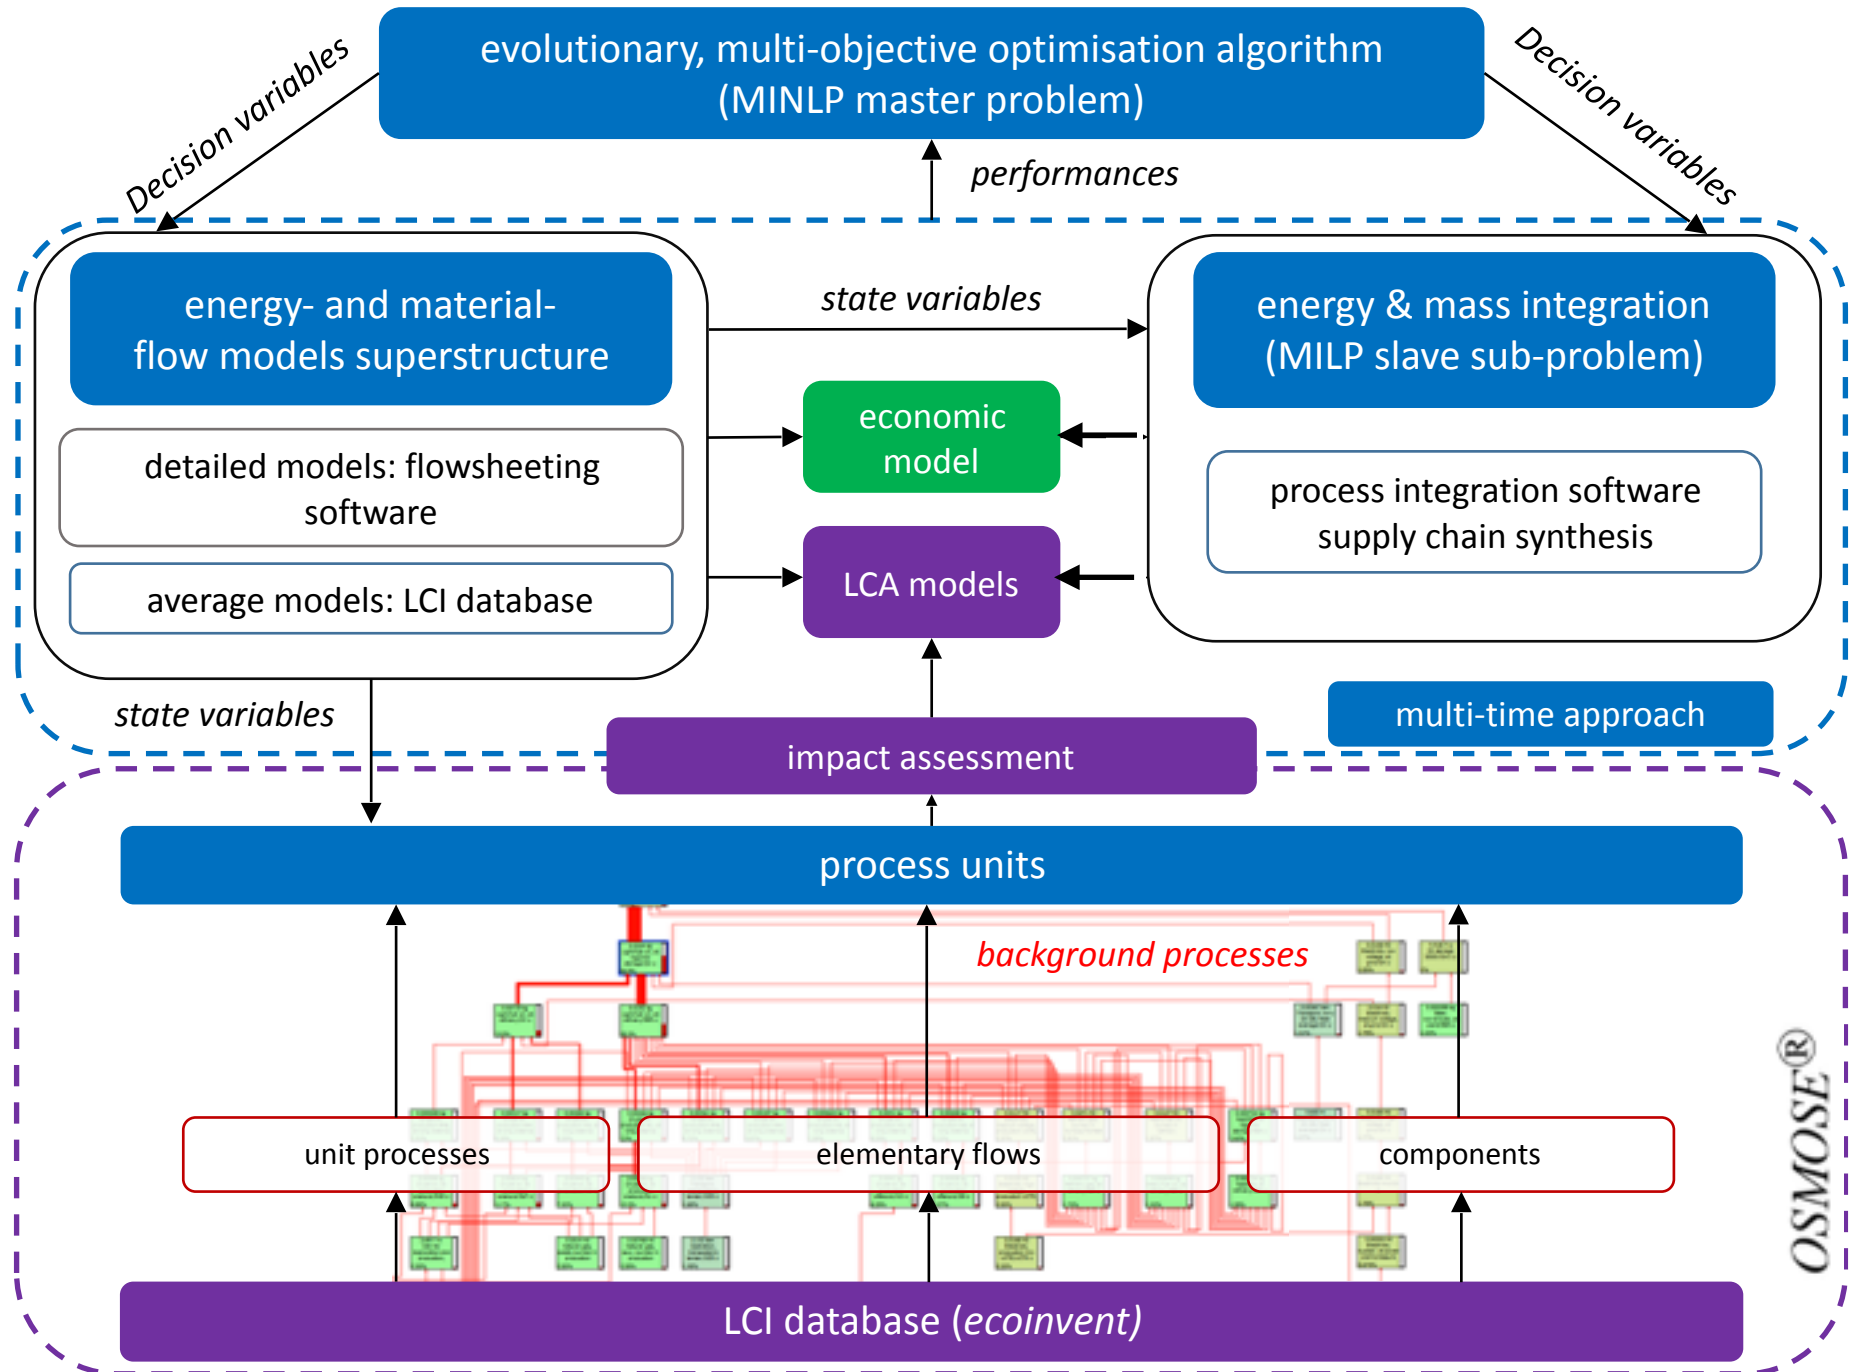 evolutionary, multi-objective optimisation algorithm
(MINLP master problem)
Decision variables
Decision variables
performances
energy- and material-
flow models superstructure
state variables
energy & mass integration
(MILP slave sub-problem)
economic
model
detailed models: flowsheeting
software
process integration software
supply chain synthesis
LCA models
average models: LCI database
state variables
multi-time approach
impact assessment
process units
background processes
unit processes
elementary flows
components
OSMOSE®
LCI database (ecoinvent)